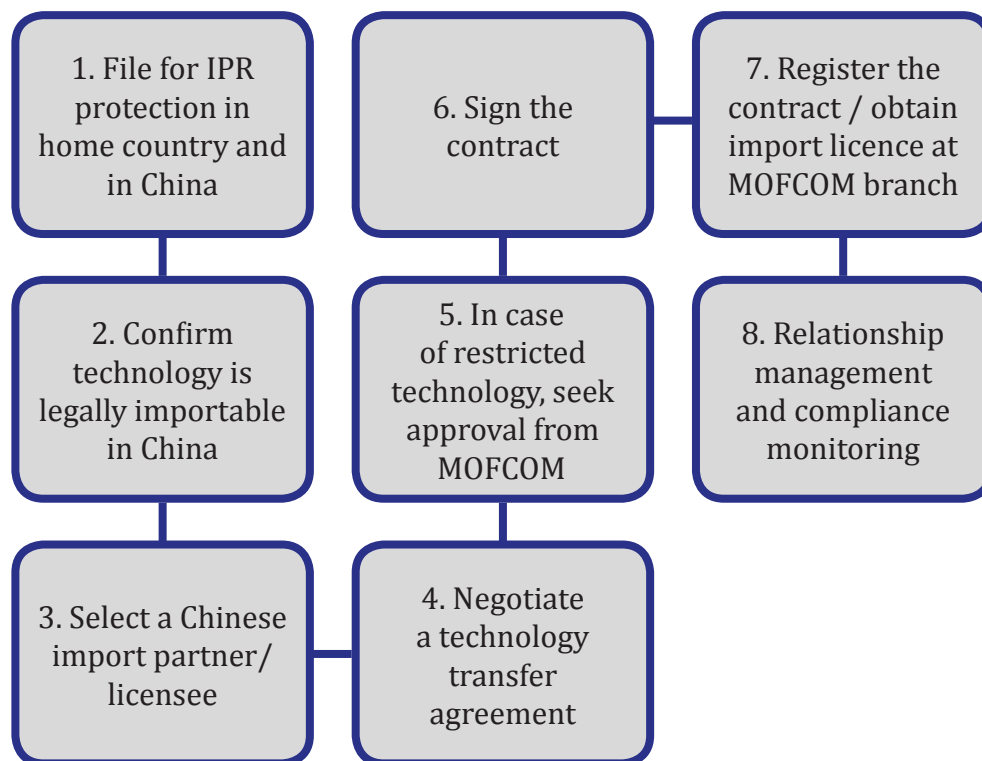 1. File for IPR
protection in
home country and
in China
2. Confirm
technology is
legally importable
in China
3. Select a Chinese
import partner/
licensee
4. Negotiate
a technology
transfer
agreement
5. In case
of restricted
technology, seek
approval from
MOFCOM
6. Sign the
contract
7. Register the
contract / obtain
import licence at
MOFCOM branch
8. Relationship
management
and compliance
monitoring